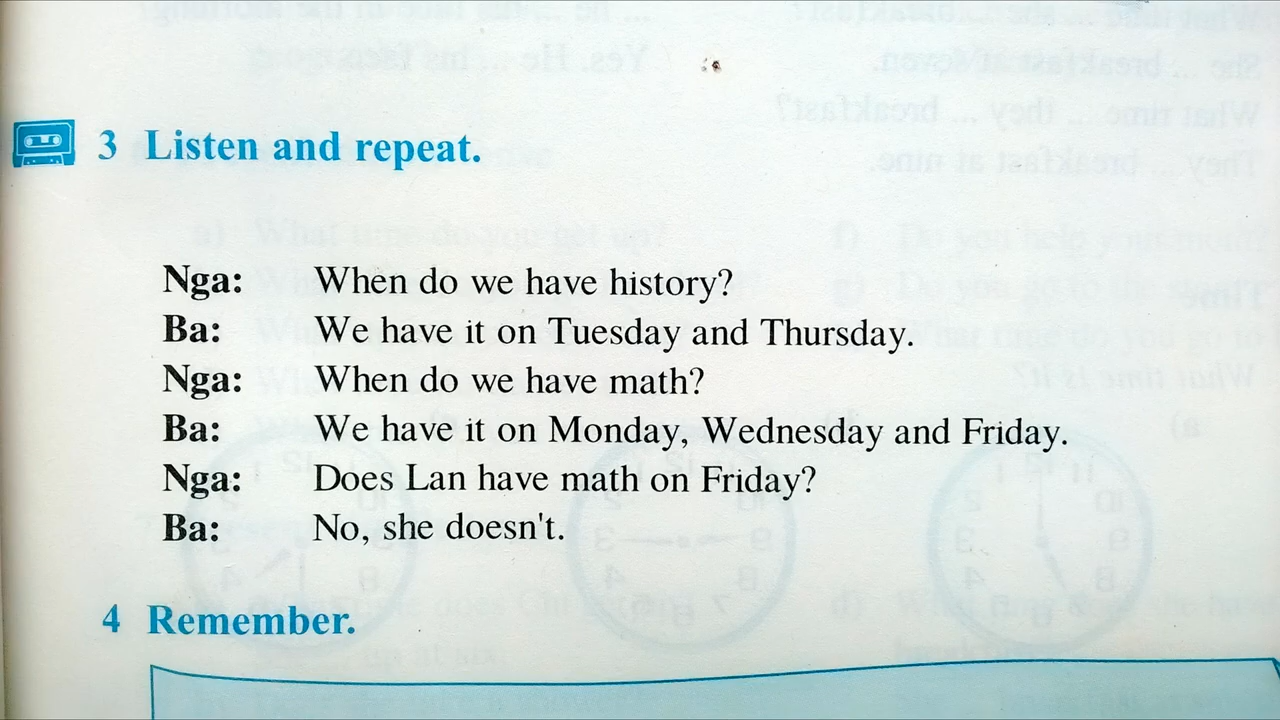 3 Listen and repeat.
Nga: When do we have history?
Ba: We have it on Tuesday and Thursday.
Nga: When do we have math?
Ba: We have it on Monday, Wednesday and Friday.
Nga: Does Lan have math on Friday?
Ba: No, she doesn't.
4 Remember.